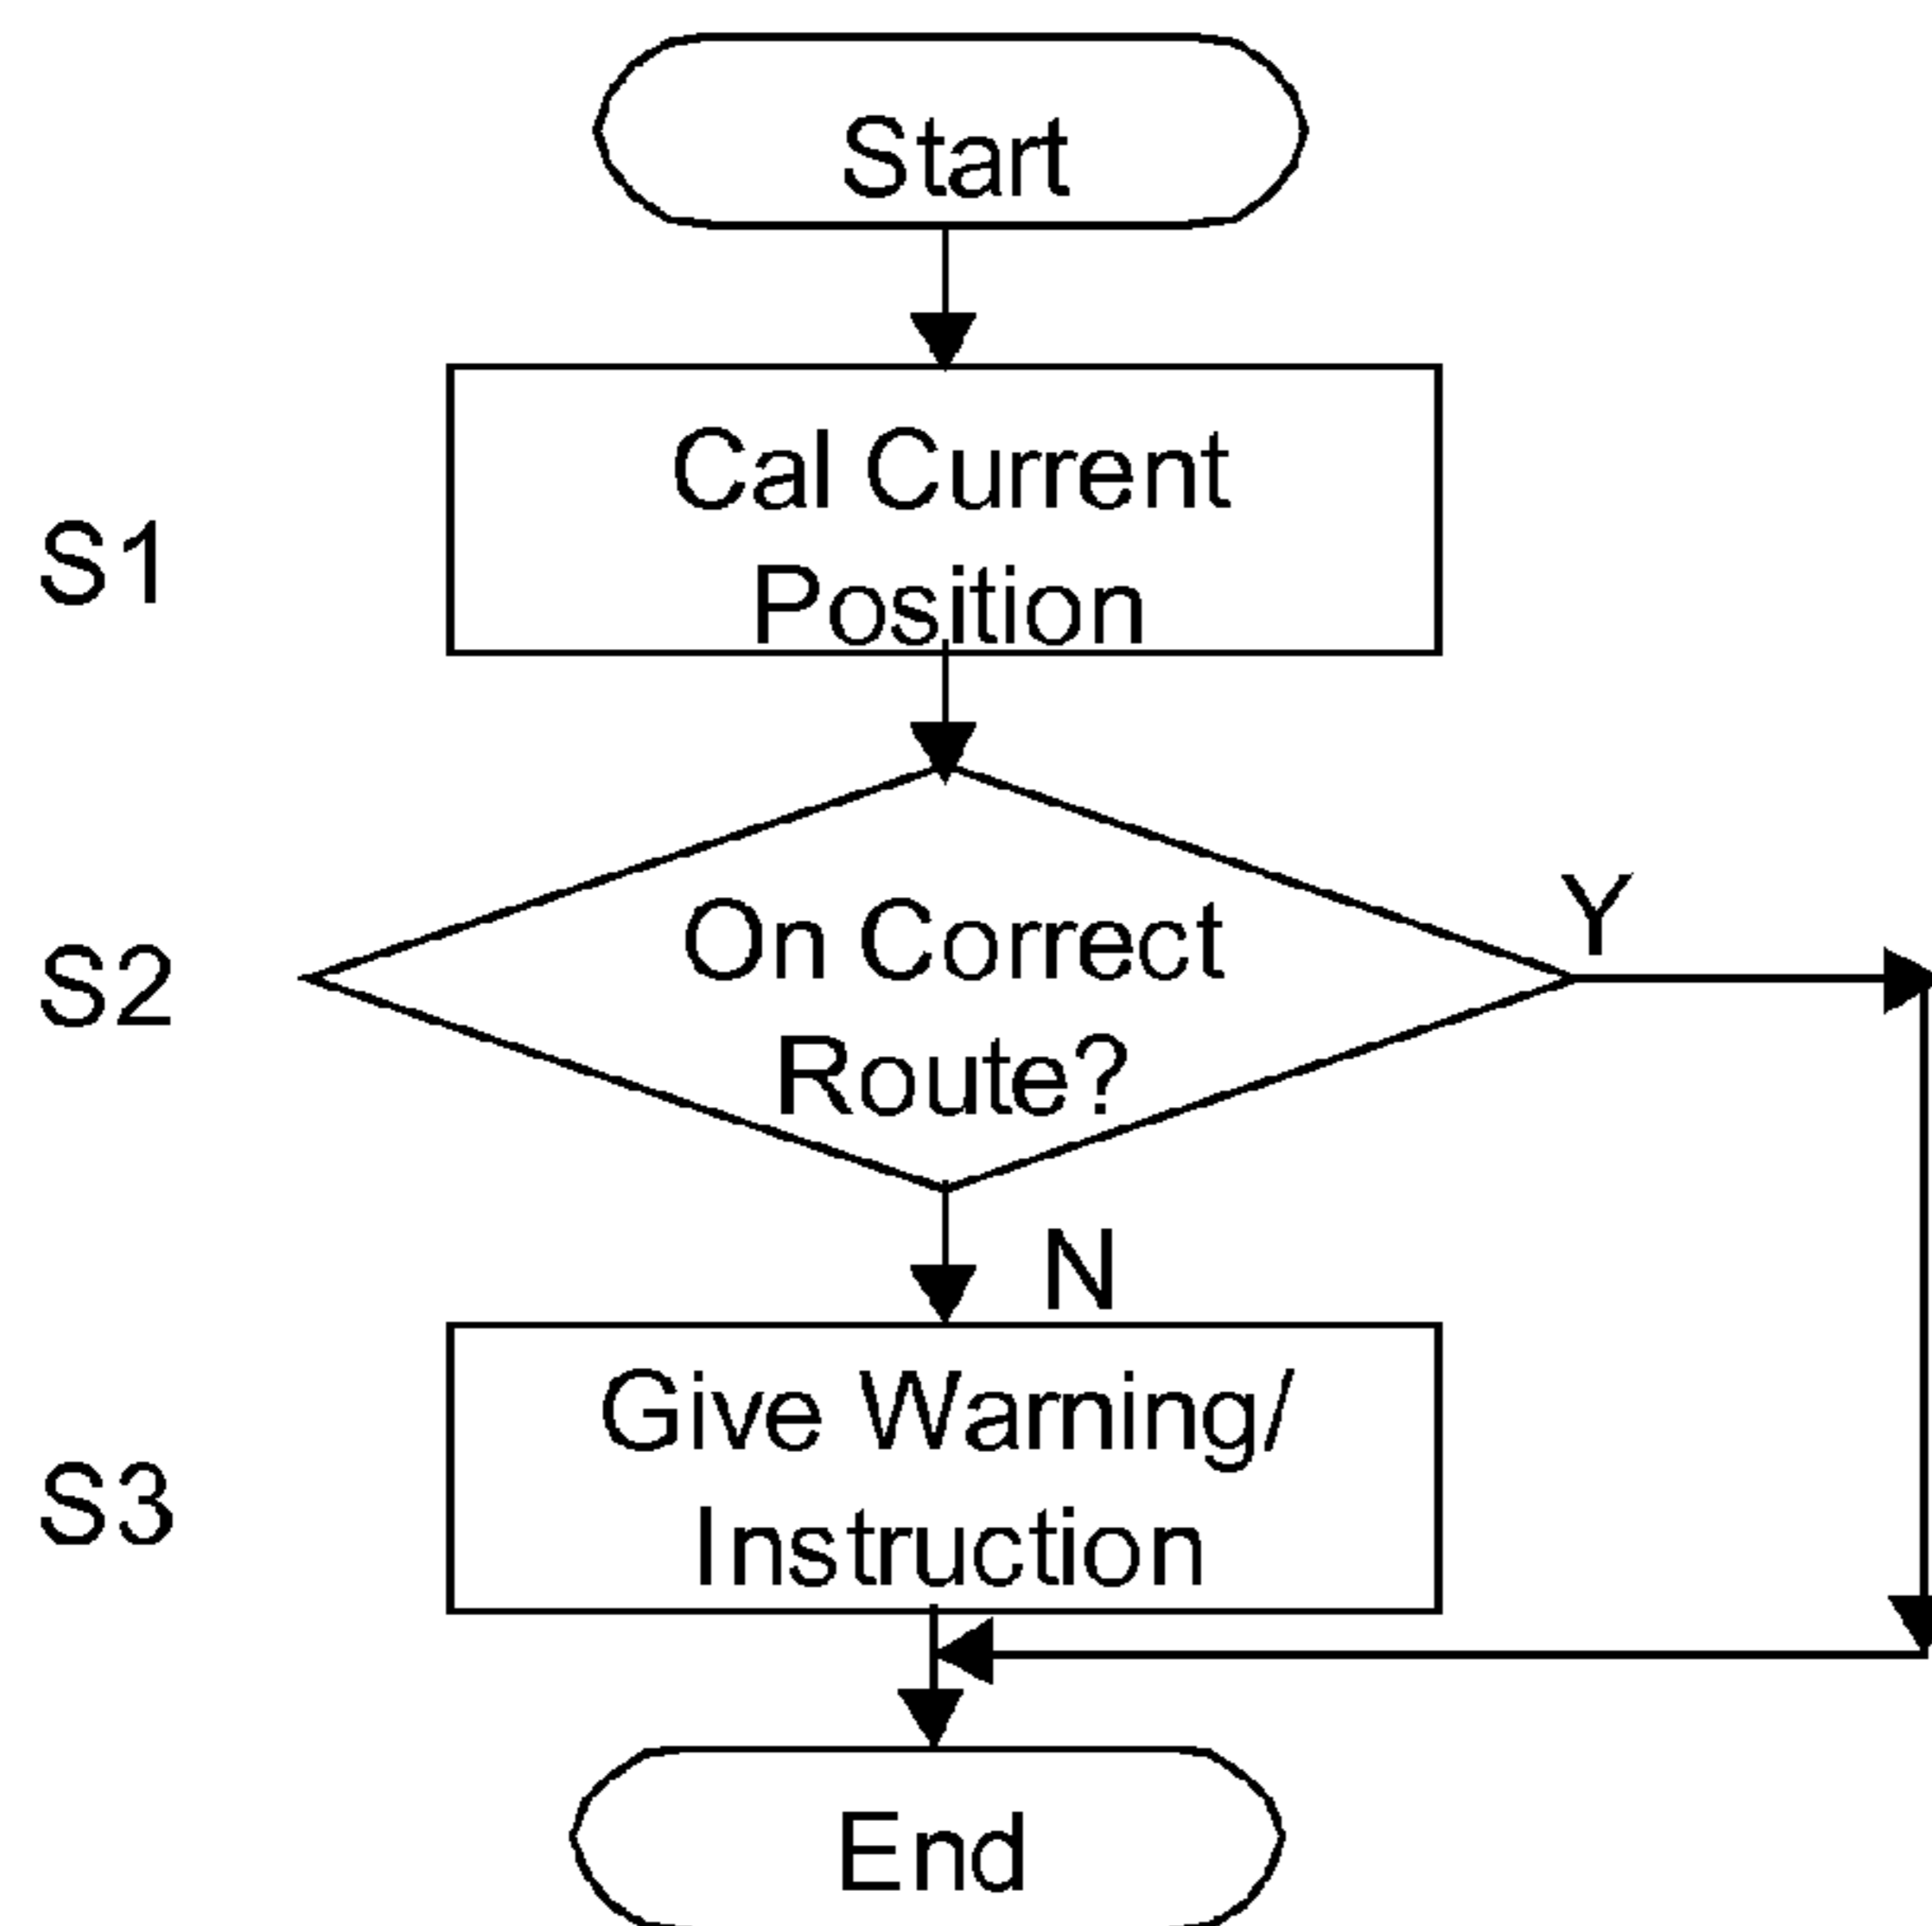 Start
Cal Current
Position
S1
On Correct
Route?
Y
S2
N
Give Warning/
Instruction
S3
End